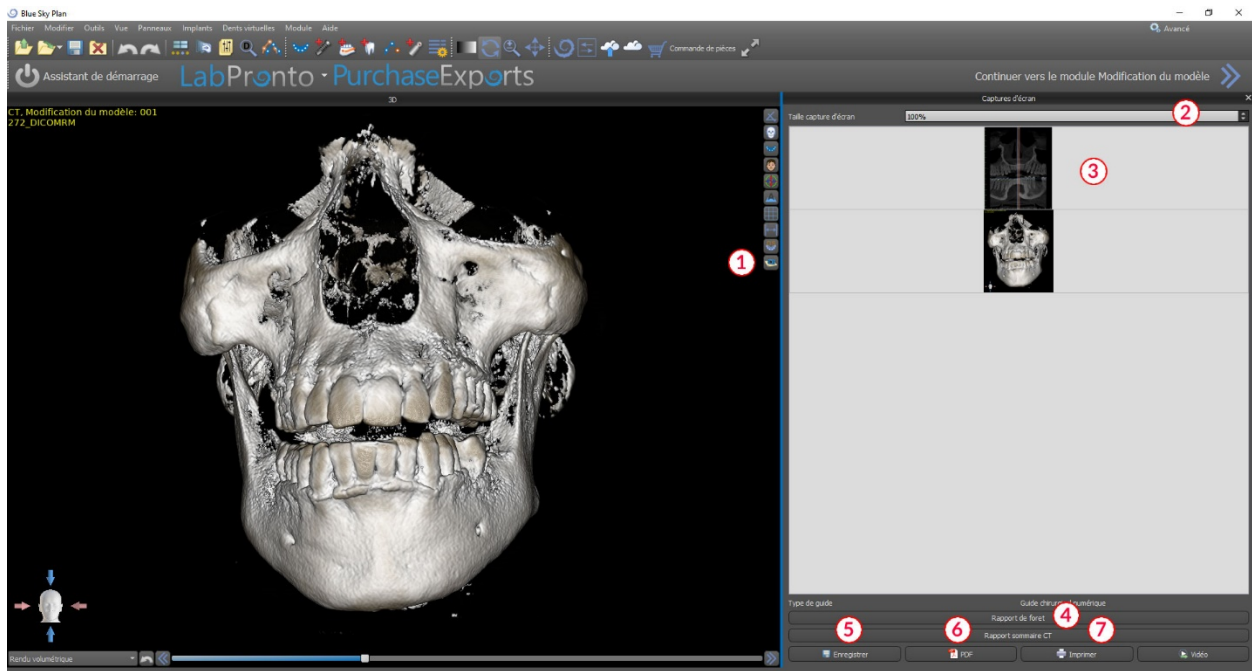 Blue Sky Plan
Fichier Modifier Outils Vue Panneaux Implants Dents virtuelles Module Aide
Avancé
Commande de pièces
Assistant de démarrage
LabPronto PurchaseExports
Continuer vers le module Modification du modèle
3D
Captures d'écran
CT, Modification du modèle: 001
272_DICOMRM
Taille capture d'écran 100%
2
3
1
Type de guide
Guide chirurgical numérique
Rapport de foret
4
Rapport sommaire CT
5
6
7
Rendu volumétrique
Enregistrer
PDF
Imprimer
Vidéo